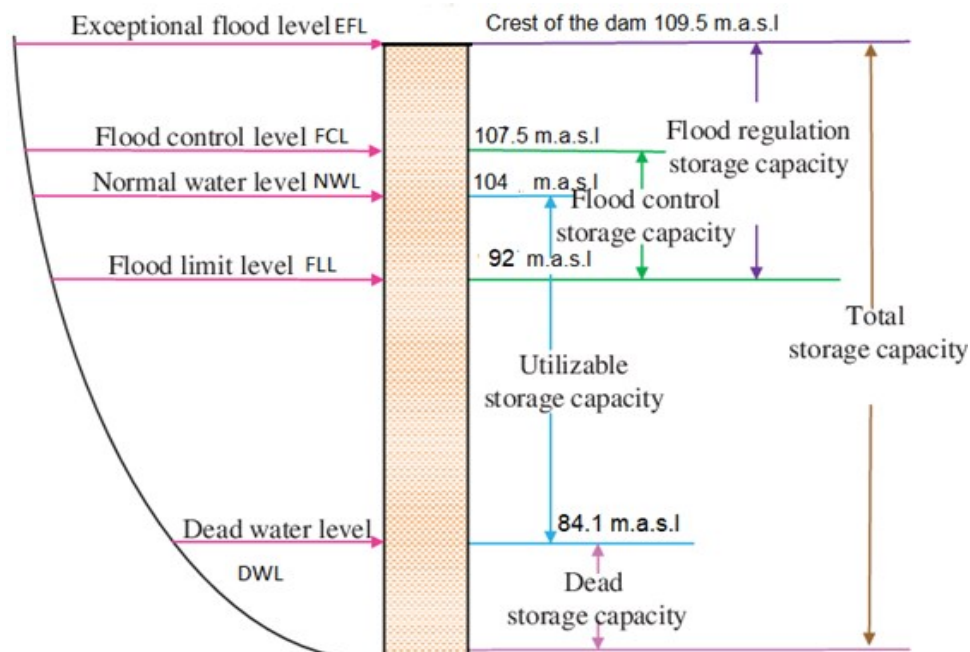 Exceptional flood level EFL
Crest of the dam 109.5 m.a.s.l
Flood control level FCL
107.5 m.a.s.l
Flood regulation
storage capacity
Normal water level NWL
104 m.a.s.l
Flood control
storage capacity
Flood limit level FLL
92 m.a.s.l
Total
storage capacity
Utilizable
storage capacity
Dead water level
84.1 m.a.s.l
DWL
Dead
storage capacity